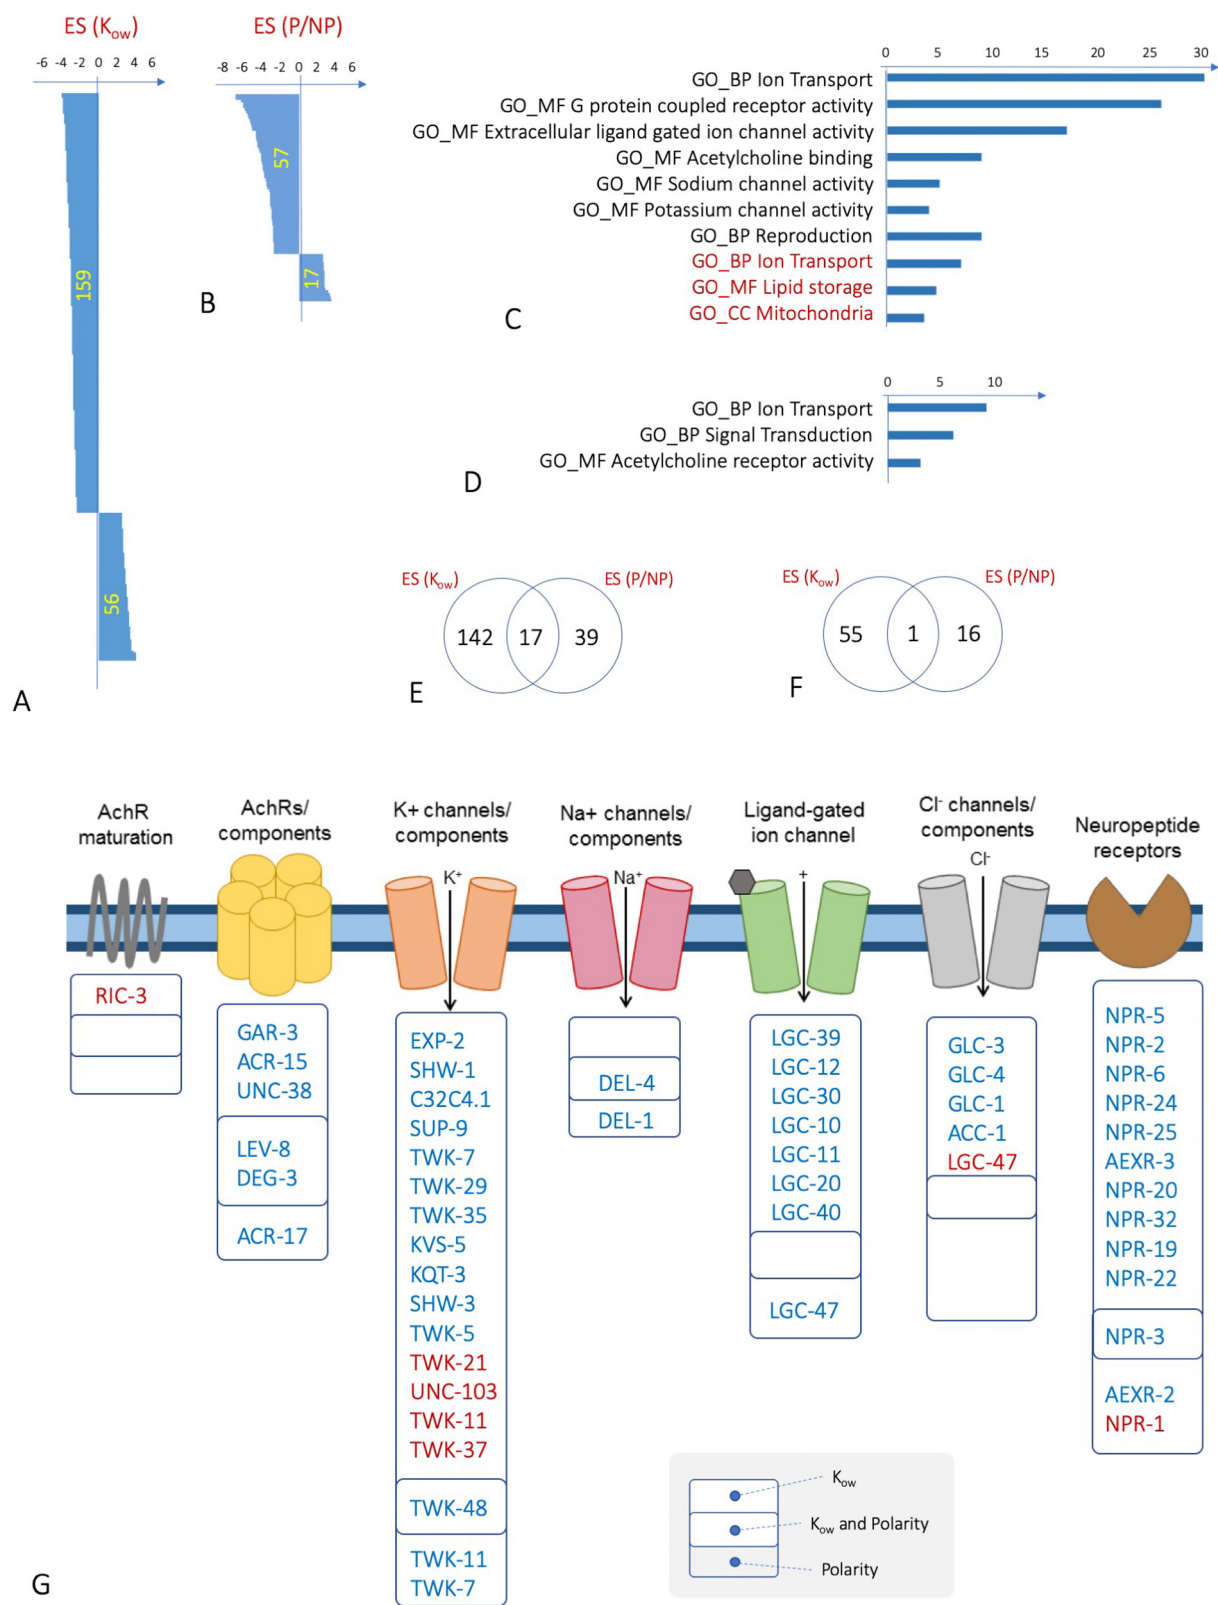 ES (Kow)
-6 -4 -2 0 2 4 6
159
56
A
ES (P/NP)
-8 -6 -4 -2 0 2 4 6
57
17
B
0 5 10 15 20 25 30
GO_BP Ion Transport
GO_MF G protein coupled receptor activity
GO_MF Extracellular ligand gated ion channel activity
GO_MF Acetylcholine binding
GO_MF Sodium channel activity
GO_MF Potassium channel activity
GO_BP Reproduction
GO_BP Ion Transport
GO_MF Lipid storage
GO_CC Mitochondria
C
0 5 10
GO_BP Ion Transport
GO_BP Signal Transduction
GO_MF Acetylcholine receptor activity
D
ES (Kow) ES (P/NP)
142 17 39
E
ES (Kow) ES (P/NP)
55 1 16
F
AchR
maturation
RIC-3
AchRs/
components
GAR-3
ACR-15
UNC-38
LEV-8
DEG-3
ACR-17
K+ channels/
components
K+
EXP-2
SHW-1
C32C4.1
SUP-9
TWK-7
TWK-29
TWK-35
KVS-5
KQT-3
SHW-3
TWK-5
TWK-21
UNC-103
TWK-11
TWK-37
TWK-48
TWK-11
TWK-7
Na+ channels/
components
Na+
DEL-4
DEL-1
Ligand-gated
ion channel
+
LGC-39
LGC-12
LGC-30
LGC-10
LGC-11
LGC-20
LGC-40
LGC-47
Cl- channels/
components
Cl-
GLC-3
GLC-4
GLC-1
ACC-1
LGC-47
Neuropeptide
receptors
NPR-5
NPR-2
NPR-6
NPR-24
NPR-25
AEXR-3
NPR-20
NPR-32
NPR-19
NPR-22
NPR-3
AEXR-2
NPR-1
Kow
Kow and Polarity
Polarity
G